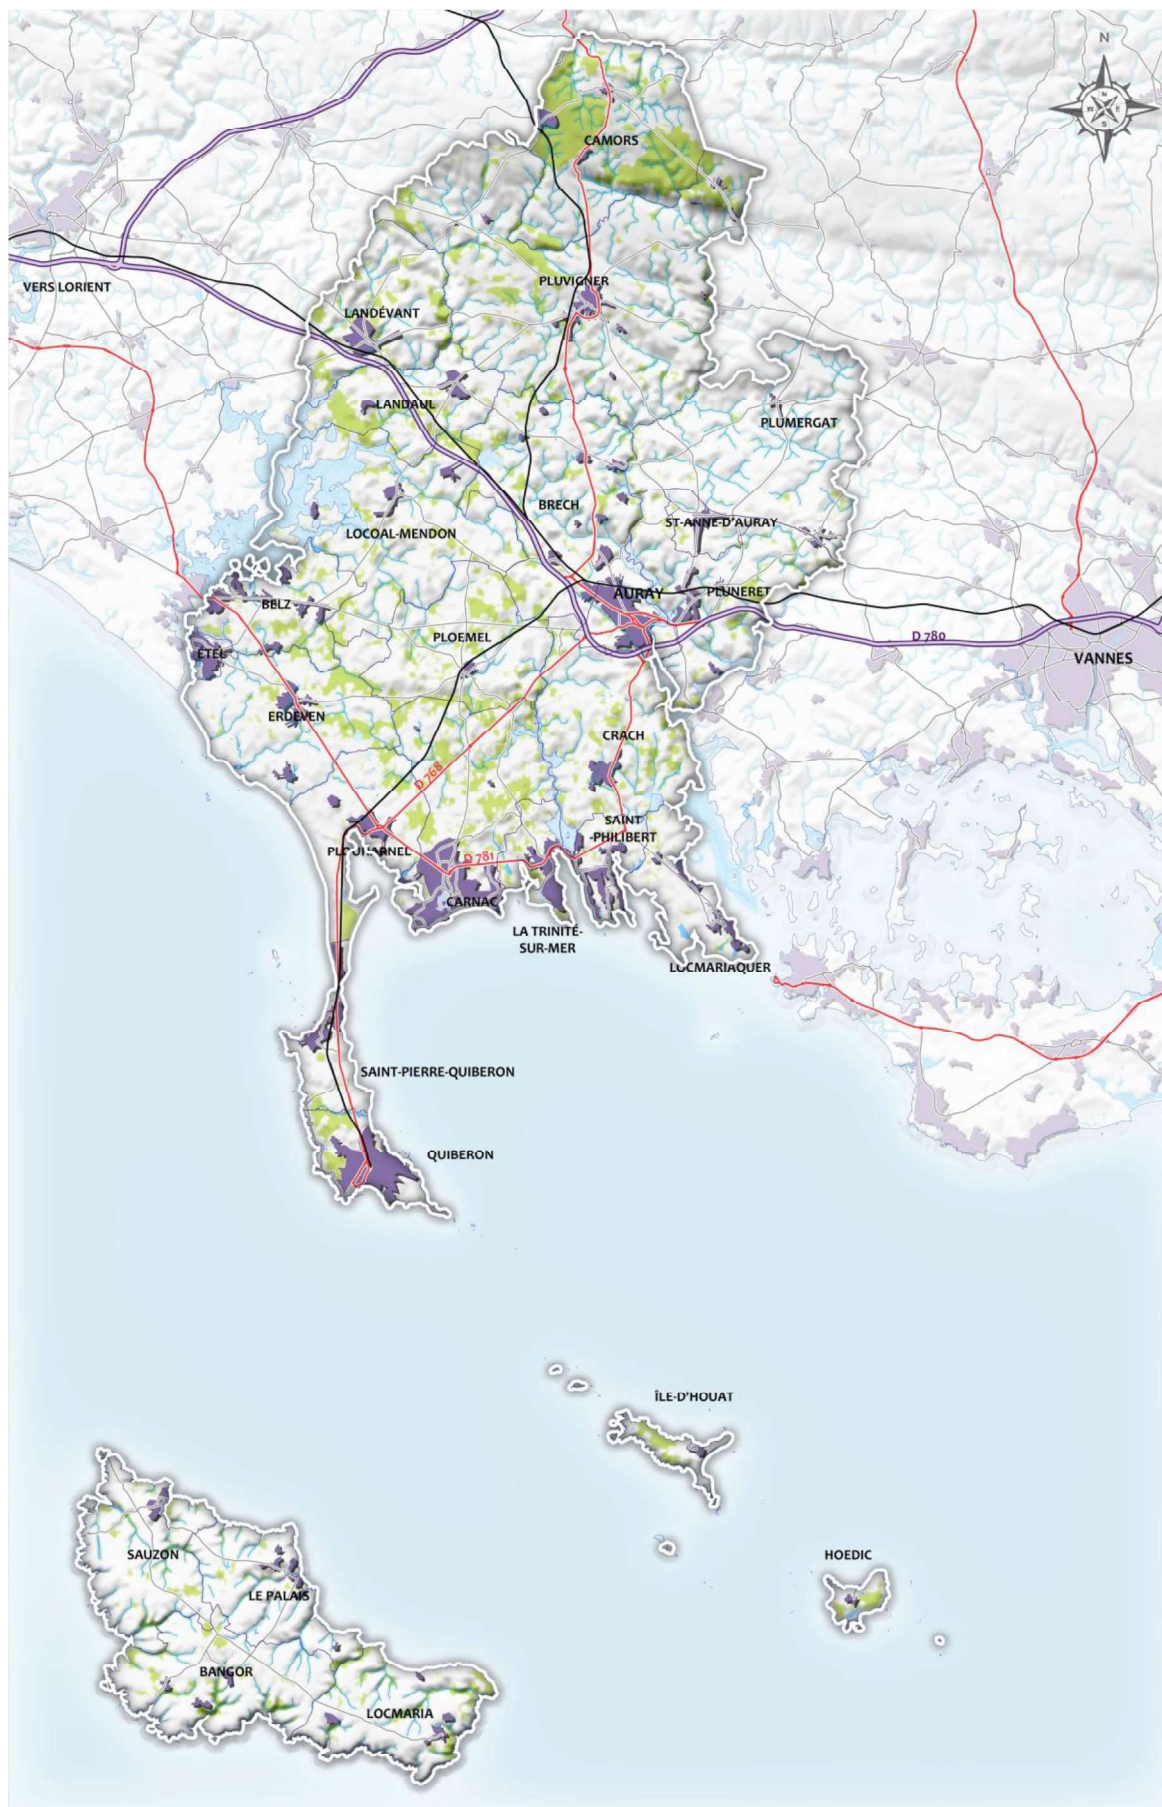 N
N
W E
S
CAMORS
PLUVIGNER
VERS LORIENT
LANDÉVANT
LANDAUL
PLUMERGAT
BRECH
ST-ANNE-D'AURAY
LOCOAL-MENDON
AURAY
PLUNERET
BELZ
PLOEMEL
D 780
ÉTEL
VANNES
ERDEVEN
CRACH
D 768
SAINT
-PHILIBERT
PLOUHARNEL
D 781
CARNAC
LA TRINITÉ-
SUR-MER
LOCMARIAQUER
SAINT-PIERRE-QUIBERON
QUIBERON
ÎLE-D'HOUAT
SAUZON
HOEDIC
LE PALAIS
BANGOR
LOCMARIA